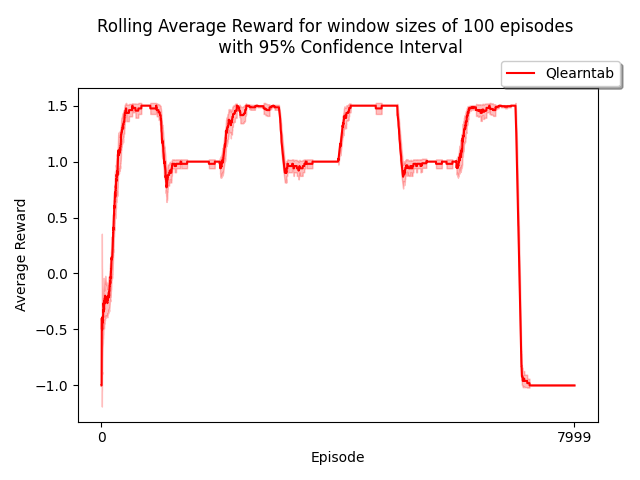 Rolling Average Reward for window sizes of 100 episodes
with 95% Confidence Interval
Qlearntab
1.5
1.0
0.5
0.0
−0.5
−1.0
Average Reward
0
7999
Episode